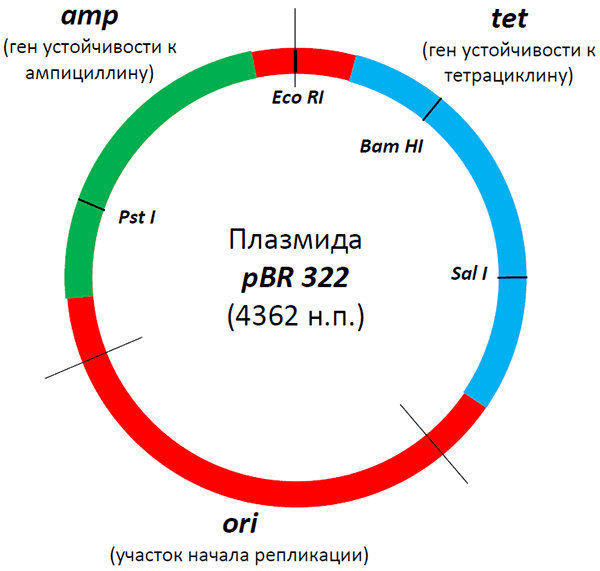 amp
(ген устойчивости к
ампициллину)
tet
(ген устойчивости к
тетрациклину)
Eco RI
Bam HI
Pst I
Sal I
Плазмида
pBR 322
(4362 н.п.)
ori
(участок начала репликации)